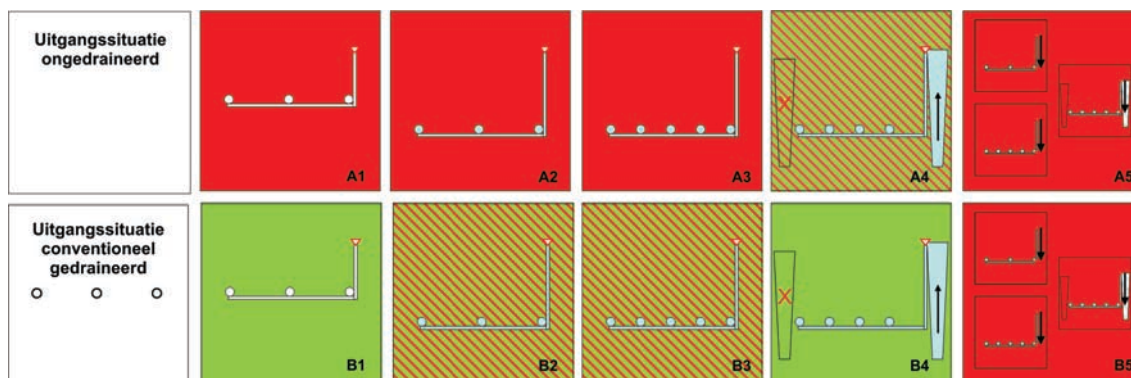 Uitgangssituatie
ongedraineerd
A1
A2
A3
X
A4
A5
Uitgangssituatie
conventioneel
gedraineerd
B1
B2
B3
X
B4
B5